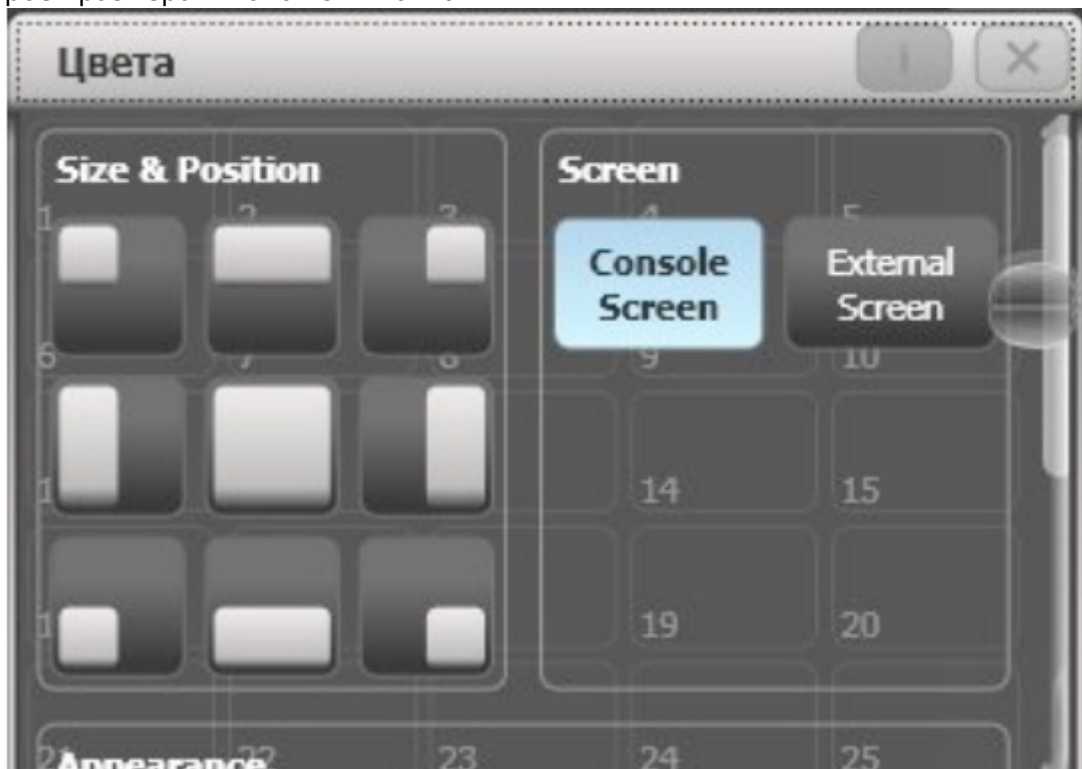 Цвета
Size & Position
Screen
1 2 3 4 5
Console External
Screen Screen
6 7 8 9 10
14 15
19 20
Appearance
21 22 23 24 25